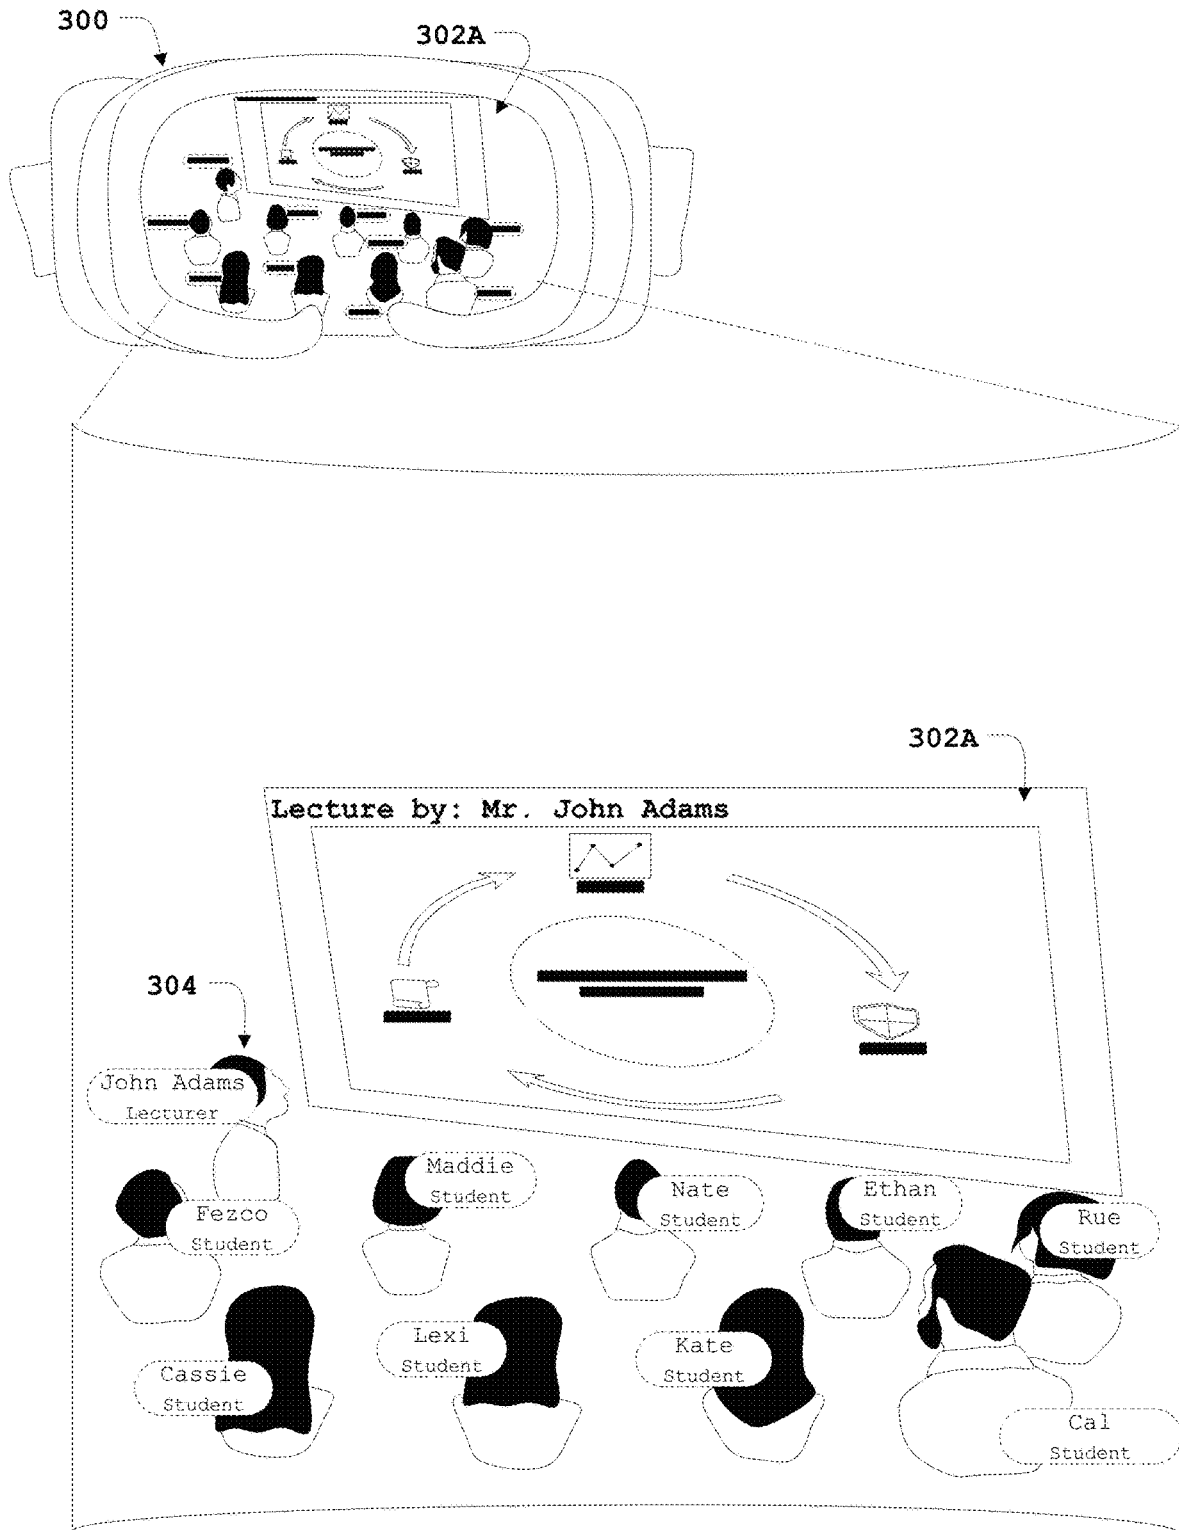 300
302A
302A
Lecture by: Mr. John Adams
304
John Adams
Lecturer
Maddie
Student
Nate
Student
Ethan
Student
Fezco
Student
Rue
Student
Lexi
Student
Kate
Student
Cassie
Student
Cal
Student